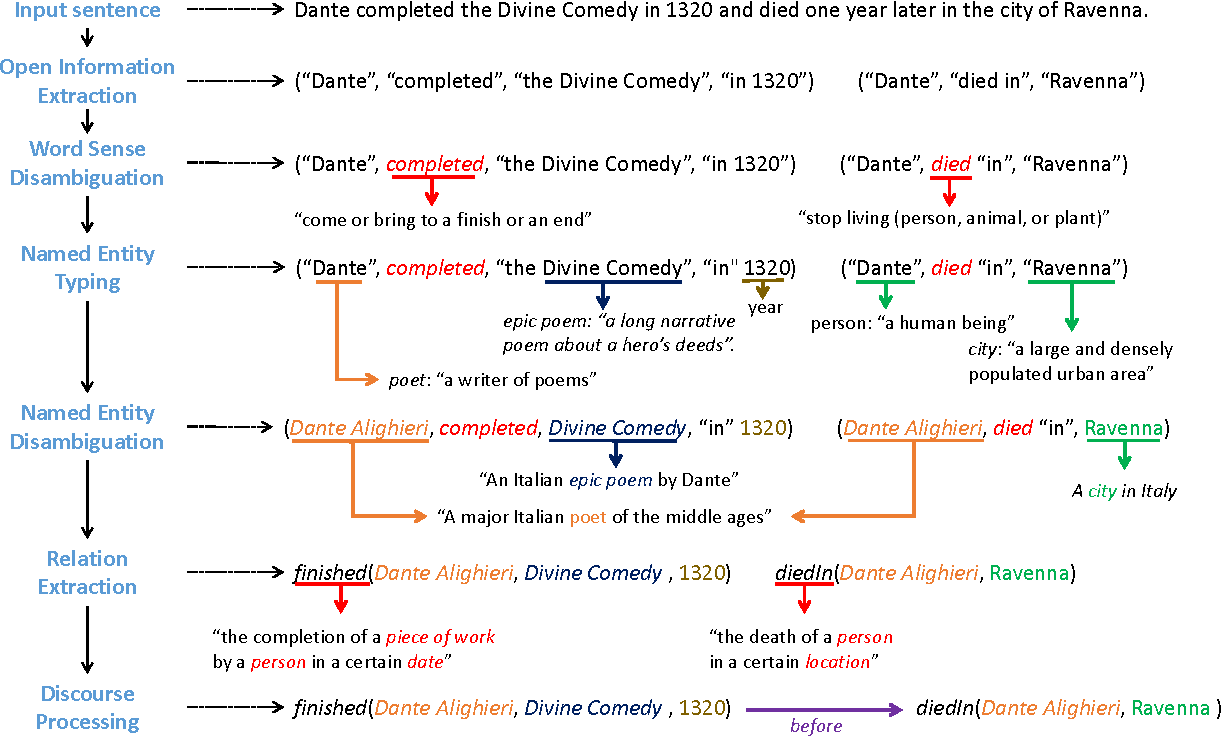 Input sentence
Dante completed the Divine Comedy in 1320 and died one year later in the city of Ravenna.
Open Information
Extraction
(“Dante”, “completed”, “the Divine Comedy”, “in 1320”) (“Dante”, “died in”, “Ravenna”)
Word Sense
Disambiguation
(“Dante”, completed, “the Divine Comedy”, “in 1320”) (“Dante”, died “in”, “Ravenna”)
“come or bring to a finish or an end” “stop living (person, animal, or plant)”
Named Entity
Typing
(“Dante”, completed, “the Divine Comedy”, “in" 1320) (“Dante”, died “in”, “Ravenna”)
year
epic poem: “a long narrative
poem about a hero’s deeds”.
person: “a human being”
city: “a large and densely
populated urban area”
poet: “a writer of poems”
Named Entity
Disambiguation
(Dante Alighieri, completed, Divine Comedy, “in” 1320) (Dante Alighieri, died “in”, Ravenna)
“An Italian epic poem by Dante”
A city in Italy
“A major Italian poet of the middle ages”
Relation
Extraction
finished(Dante Alighieri, Divine Comedy , 1320) diedIn(Dante Alighieri, Ravenna)
“the completion of a piece of work
by a person in a certain date”
“the death of a person
in a certain location”
Discourse
Processing
finished(Dante Alighieri, Divine Comedy , 1320) before diedIn(Dante Alighieri, Ravenna )